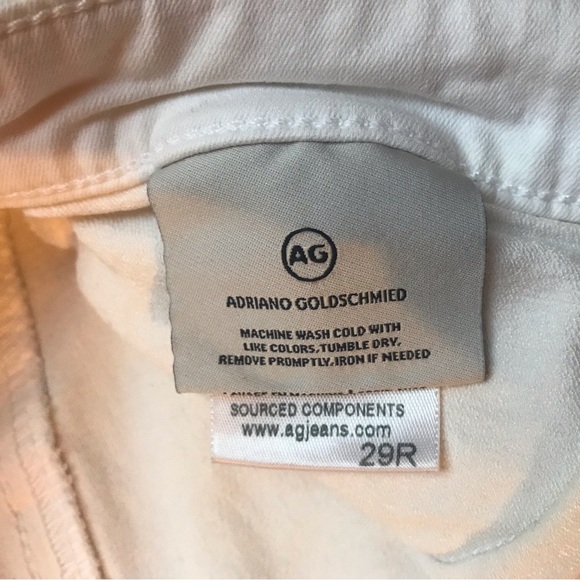 AG
ADRIANO GOLDSCHMIED
MACHINE WASH COLD WITH
LIKE COLORS.TUMBLE DRY.
REMOVE PROMPTLY.IRON IF NEEDED
SOURCED COMPONENTS
www.agjeans.com
29R